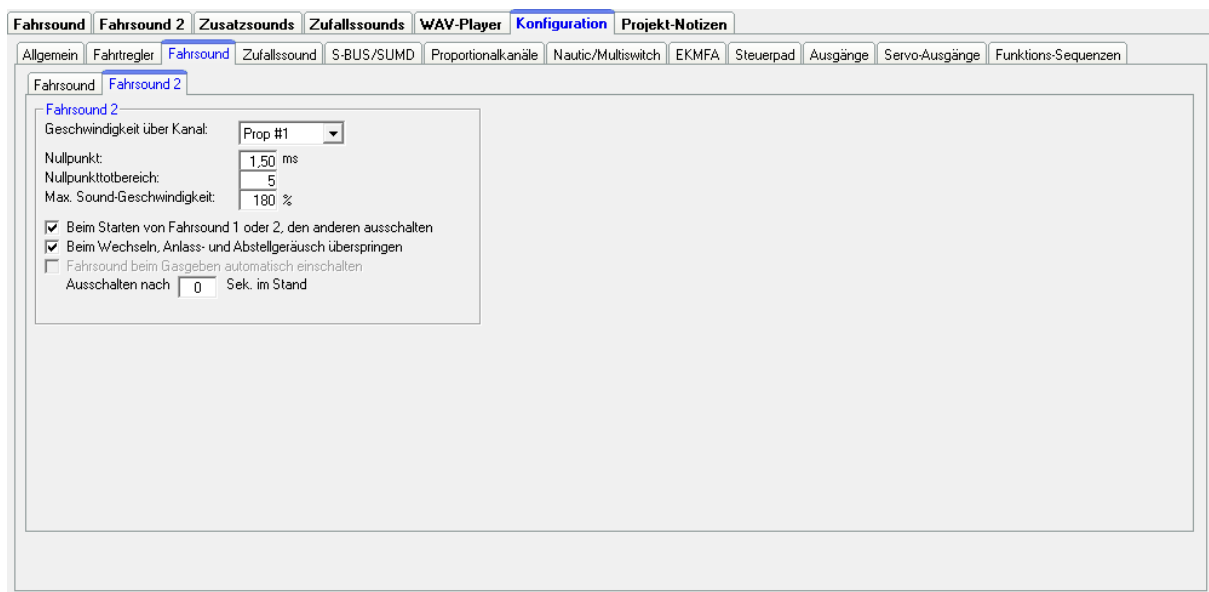 Fahrsound Fahrsound 2 Zusatzsounds Zufallssounds WAV-Player Konfiguration Projekt-Notizen
Allgemein Fahrtregler Fahrsound Zufallssound S-BUS/SUMD Proportionalkanäle Nautic/Multiswitch EKMFA Steuerpad Ausgänge Servo-Ausgänge Funktions-Sequenzen
Fahrsound Fahrsound 2
Fahrsound 2
Geschwindigkeit über Kanal: Prop #1
Nullpunkt: 1,50 ms
Nullpunkttotbereich: 5
Max. Sound-Geschwindigkeit: 180 %
Beim Starten von Fahrsound 1 oder 2, den anderen ausschalten
Beim Wechseln, Anlass- und Abstellgeräusch überspringen
Fahrsound beim Gasgeben automatisch einschalten
Ausschalten nach 0 Sek. im Stand